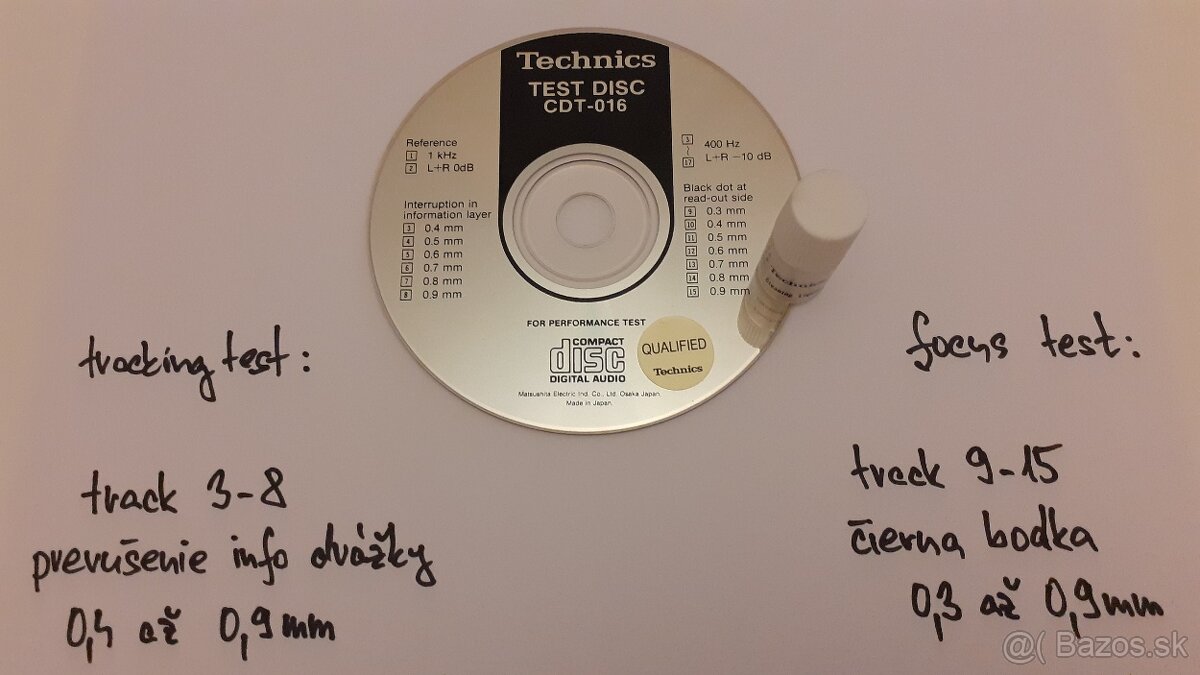 Technics
TEST DISC
CDT-016
Reference
1 1 kHz
2 L+R 0dB
Interruption in
information layer
3 0.4 mm
4 0.5 mm
5 0.6 mm
6 0.7 mm
7 0.8 mm
8 0.9 mm
3 400 Hz
~
17 L+R −10 dB
Black dot at
read-out side
9 0.3 mm
10 0.4 mm
11 0.5 mm
12 0.6 mm
13 0.7 mm
14 0.8 mm
15 0.9 mm
Technics
FOR PERFORMANCE TEST
COMPACT
disc
DIGITAL AUDIO
QUALIFIED
Technics
Matsushita Electric Ind. Co., Ltd. Osaka Japan.
Made in Japan.
tracking test:
track 3-8
prerušenie info drážky
0,4 až 0,9mm
focus test:
track 9-15
čierna bodka
0,3 až 0,9mm
@( Bazos.sk